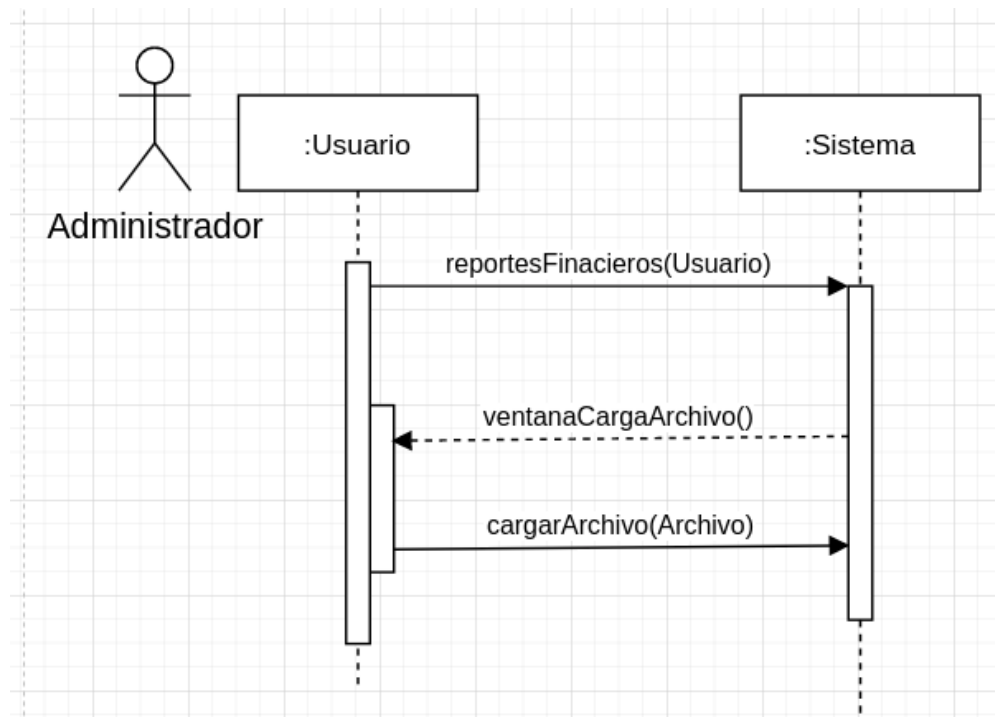 :Usuario
:Sistema
Administrador
reportesFinacieros(Usuario)
ventanaCargaArchivo()
cargarArchivo(Archivo)